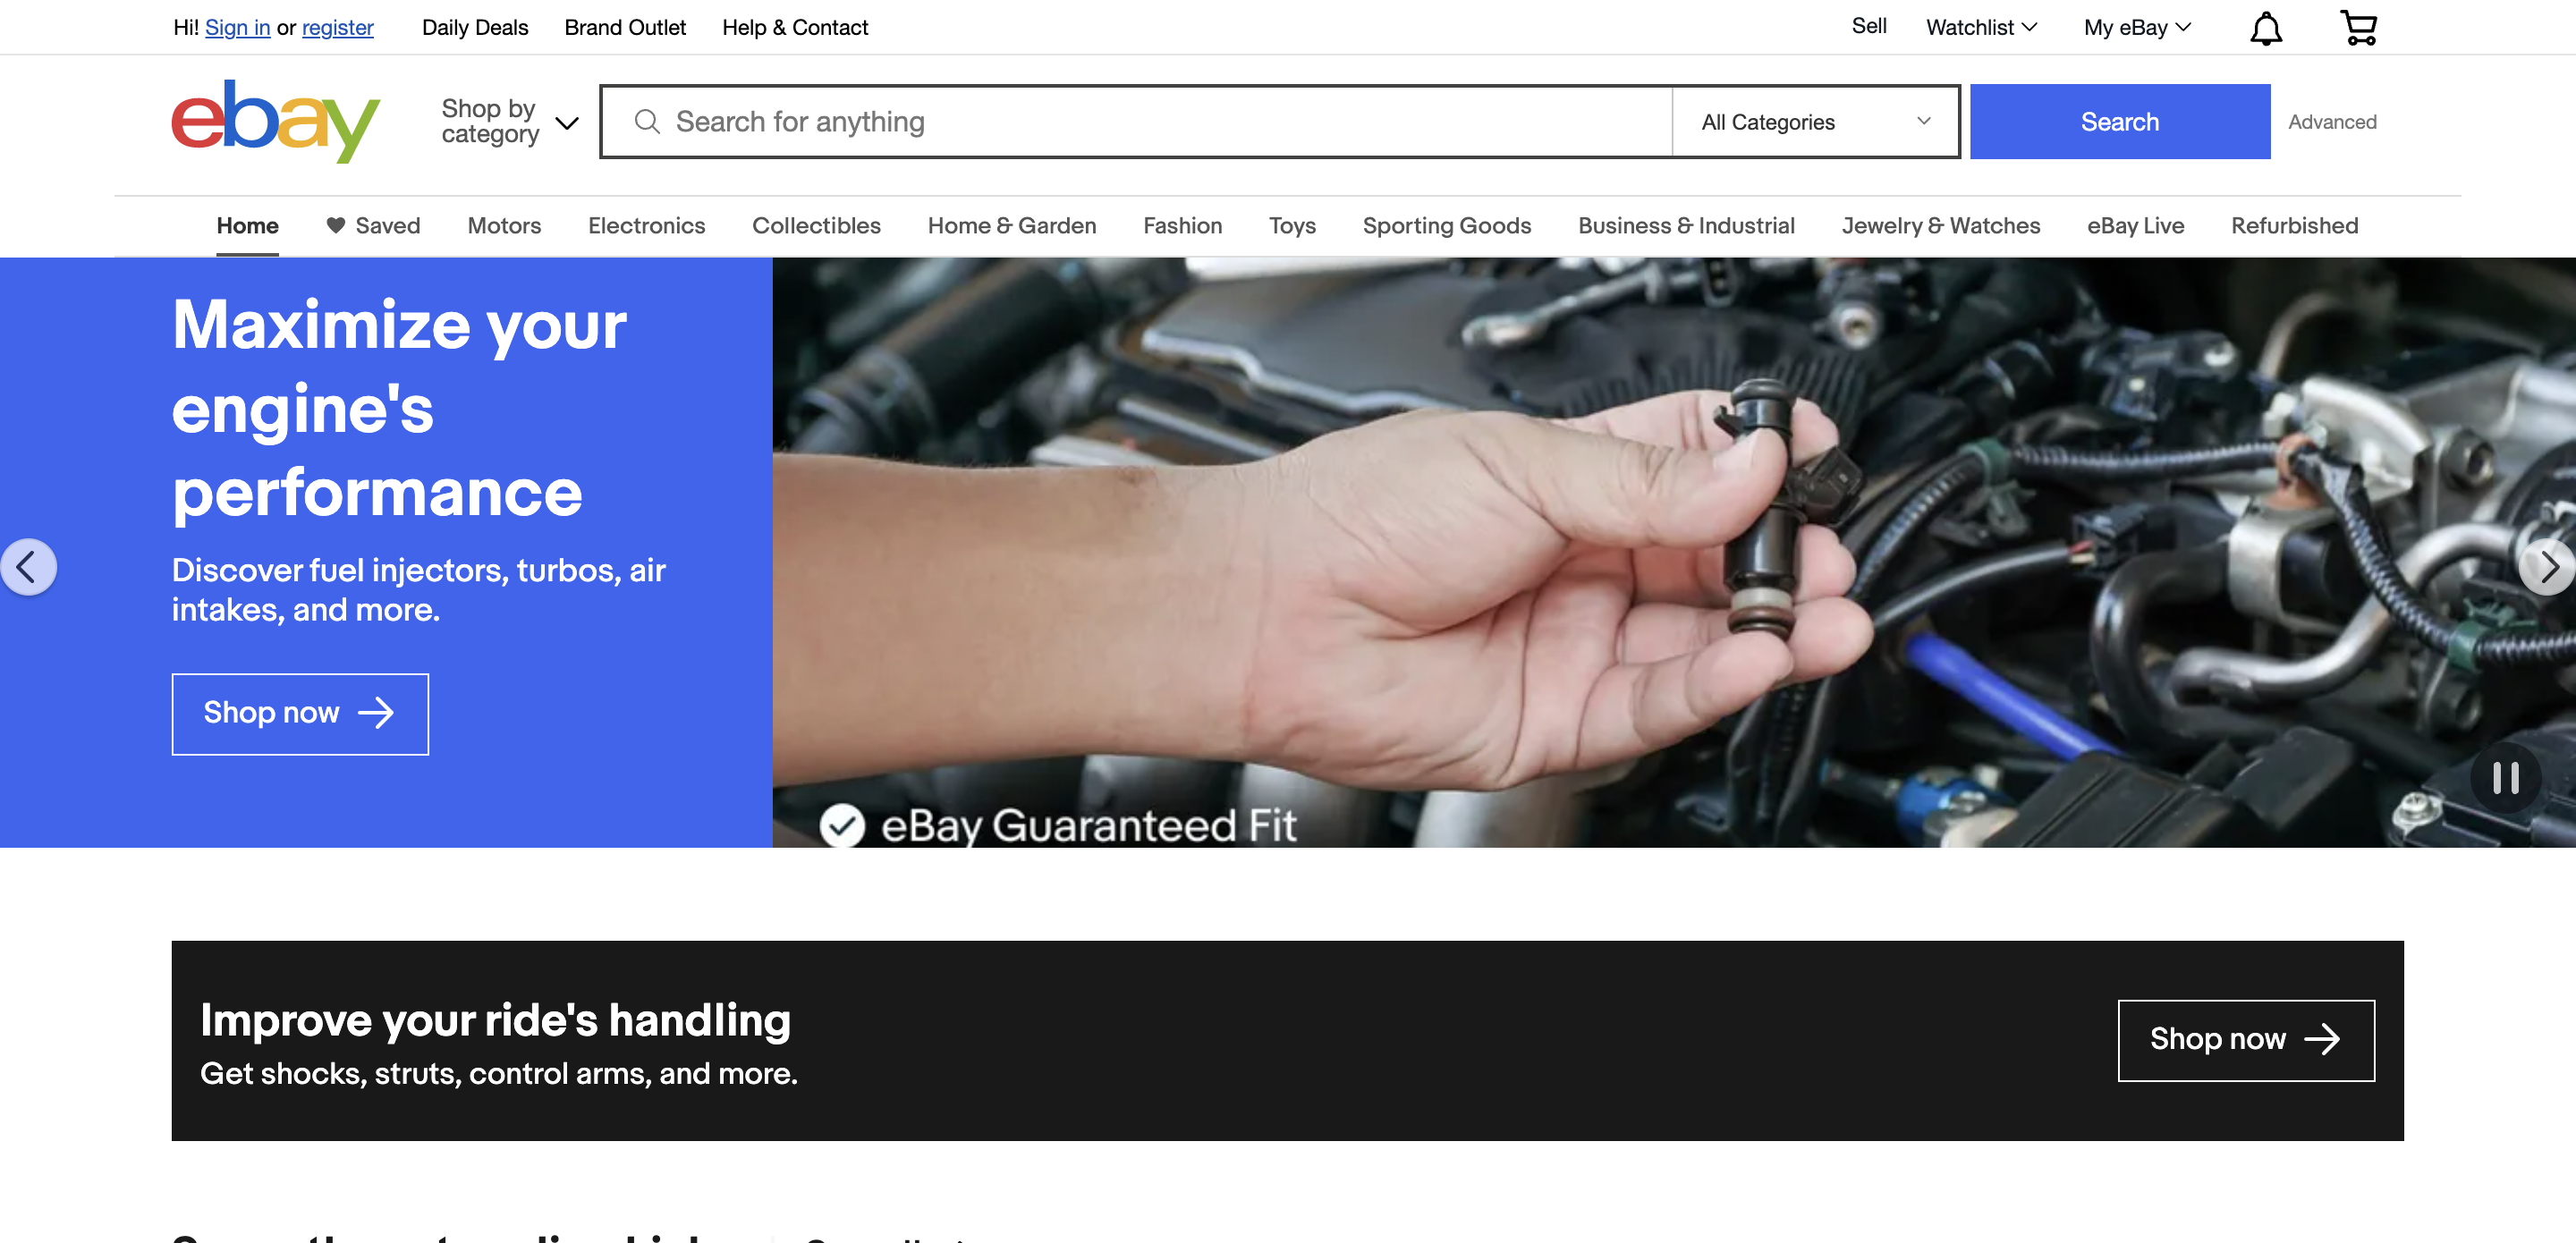 Hi! Sign in or register
Daily Deals
Brand Outlet
Help & Contact
Sell
Watchlist
My eBay
ebay
Shop by
category
Search for anything
All Categories
Search
Advanced
Home
Saved
Motors
Electronics
Collectibles
Home & Garden
Fashion
Toys
Sporting Goods
Business & Industrial
Jewelry & Watches
eBay Live
Refurbished
Maximize your
engine's
performance
Discover fuel injectors, turbos, air
intakes, and more.
Shop now
eBay Guaranteed Fit
Improve your ride's handling
Get shocks, struts, control arms, and more.
Shop now